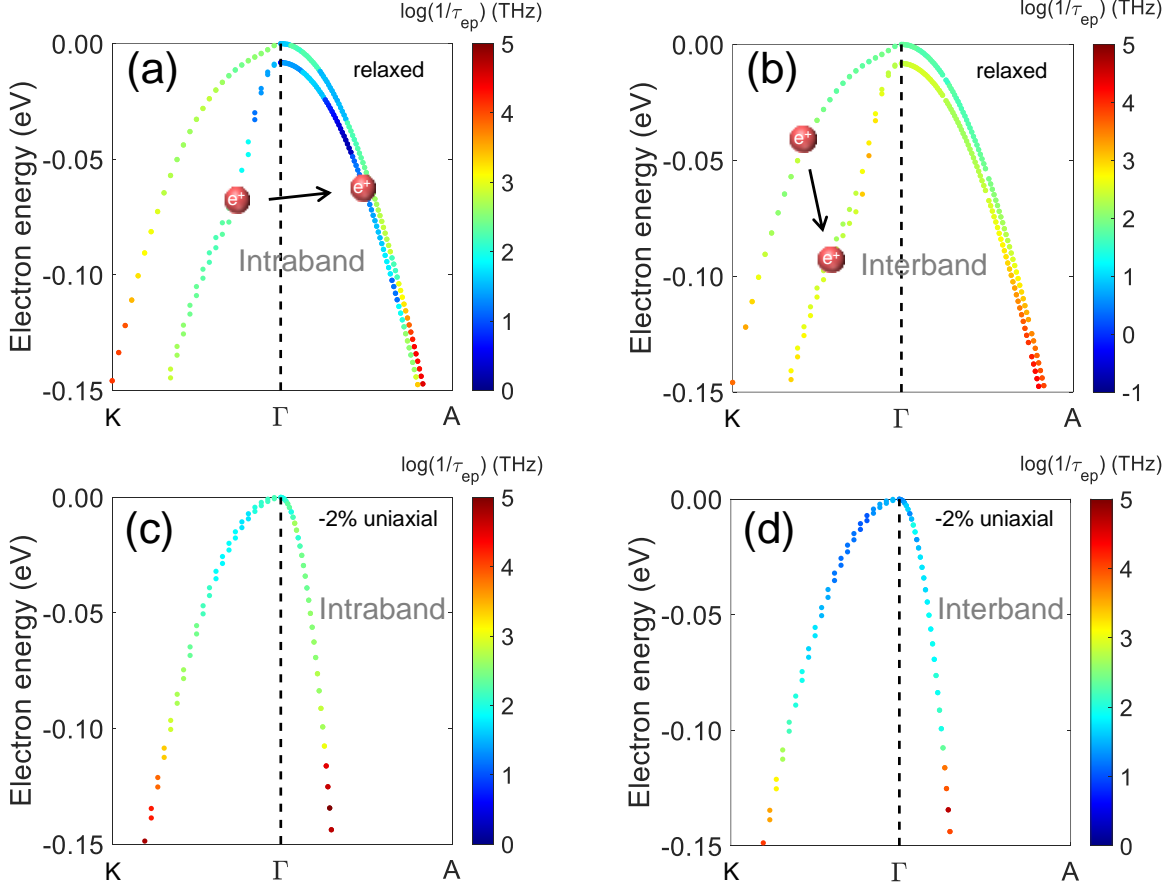 log(1/τep) (THz)
(a)
relaxed
Electron energy (eV)
0.00
-0.05
-0.10
-0.15
K
Γ
A
e+
e+
Intraband
5
4
3
2
1
0
log(1/τep) (THz)
(b)
relaxed
Electron energy (eV)
0.00
-0.05
-0.10
-0.15
K
Γ
A
e+
e+
Interband
5
4
3
2
1
0
-1
log(1/τep) (THz)
(c)
-2% uniaxial
Electron energy (eV)
0.00
-0.05
-0.10
-0.15
K
Γ
A
Intraband
5
4
3
2
1
0
log(1/τep) (THz)
(d)
-2% uniaxial
Electron energy (eV)
0.00
-0.05
-0.10
-0.15
K
Γ
A
Interband
5
4
3
2
1
0